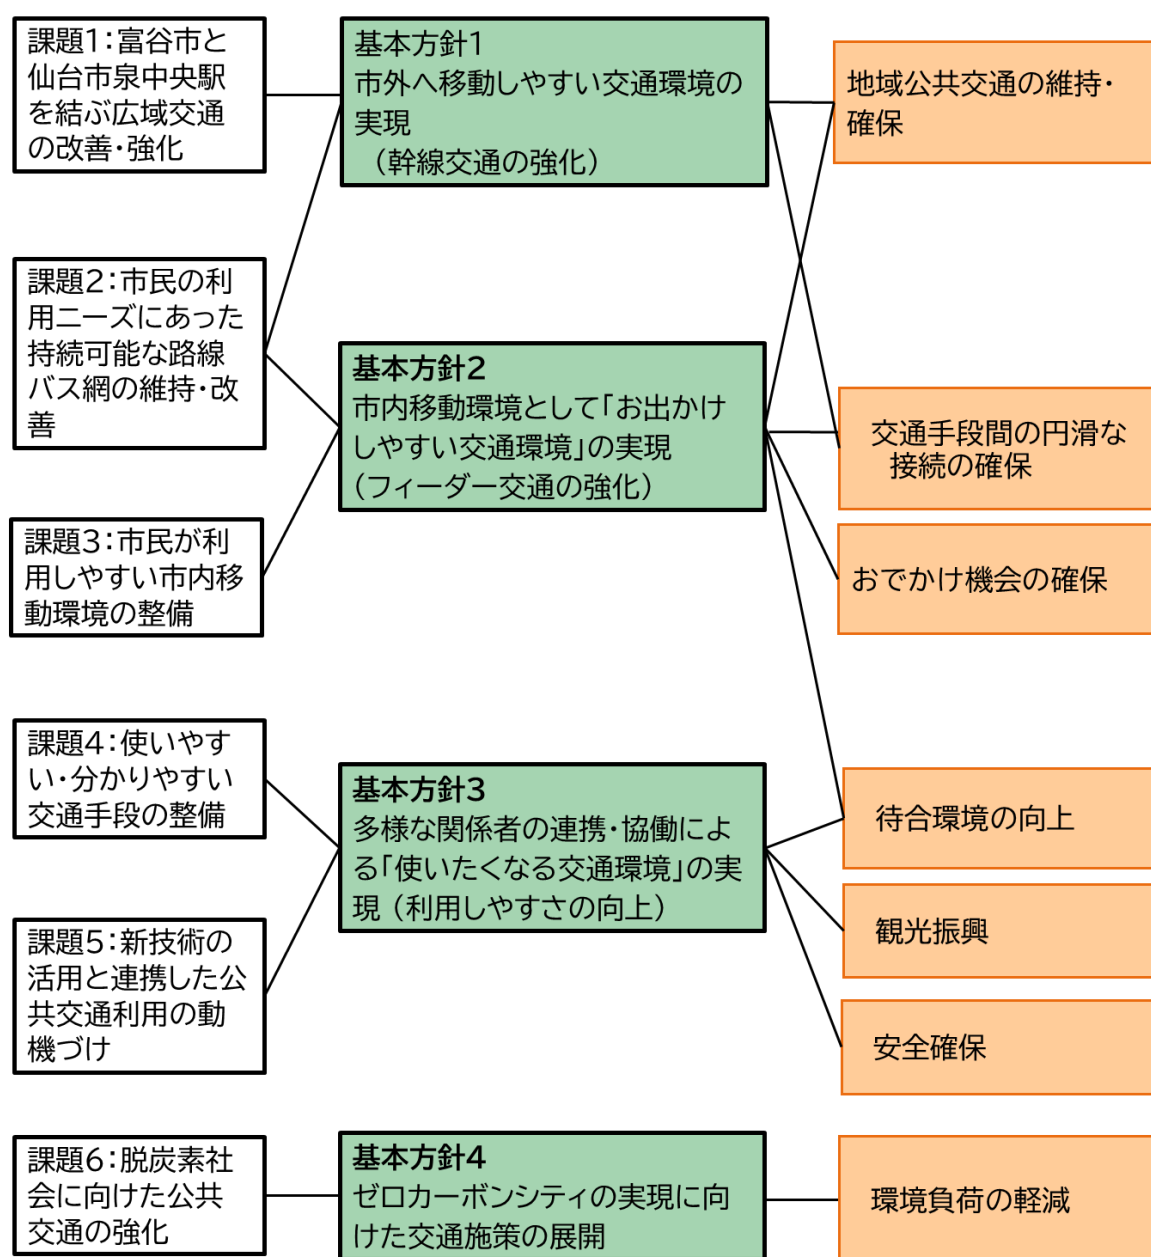 課題1：富谷市と
仙台市泉中央駅
を結ぶ広域交通
の改善・強化
基本方針1
市外へ移動しやすい交通環境の
実現
（幹線交通の強化）
地域公共交通の維持・
確保
課題2：市民の利
用ニーズにあった
持続可能な路線
バス網の維持・改
善
基本方針2
市内移動環境として「お出かけ
しやすい交通環境」の実現
（フィーダー交通の強化）
交通手段間の円滑な
接続の確保
課題3：市民が利
用しやすい市内移
動環境の整備
おでかけ機会の確保
課題4：使いやす
い・分かりやすい
交通手段の整備
基本方針3
多様な関係者の連携・協働によ
る「使いたくなる交通環境」の実
現（利用しやすさの向上）
待合環境の向上
課題5：新技術の
活用と連携した公
共交通利用の動
機づけ
観光振興
安全確保
課題6：脱炭素社
会に向けた公共
交通の強化
基本方針4
ゼロカーボンシティの実現に向
けた交通施策の展開
環境負荷の軽減